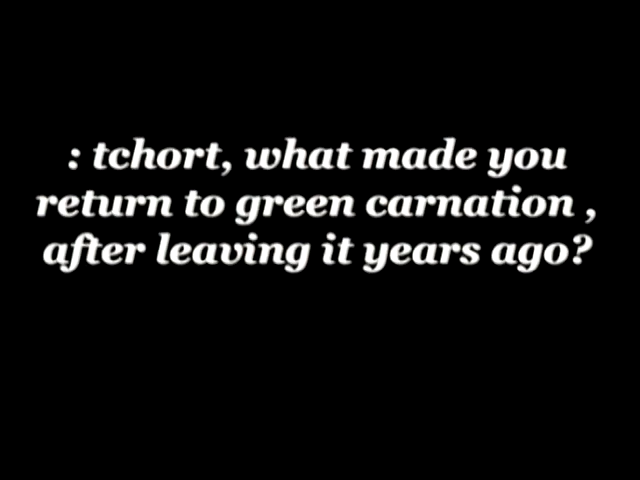 : tchort, what made you
return to green carnation ,
after leaving it years ago?